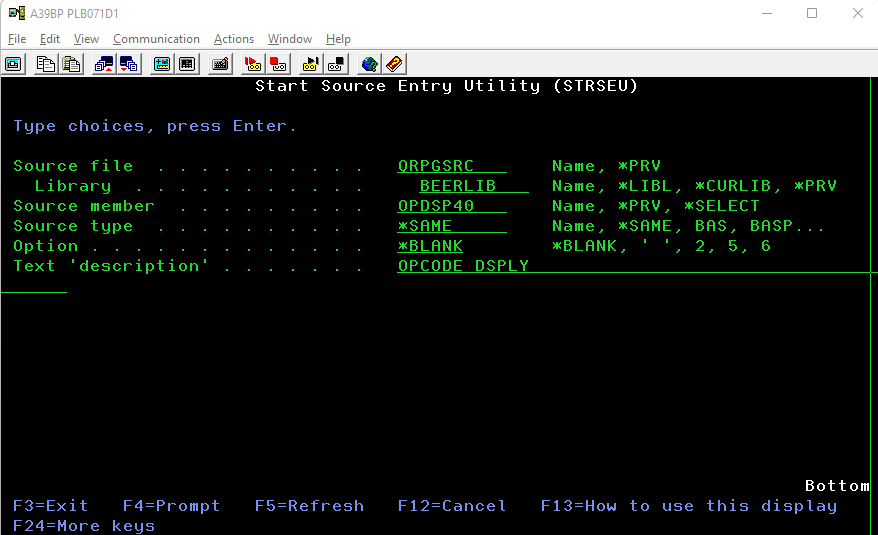 A39BP PLB071D1
File Edit View Communication Actions Window Help
Start Source Entry Utility (STRSEU)
Type choices, press Enter.
Source file . . . . . . . . . . QRPGSRC Name, *PRV
Library . . . . . . . . . . . BEERLIB Name, *LIBL, *CURLIB, *PRV
Source member . . . . . . . . . OPDSP40 Name, *PRV, *SELECT
Source type . . . . . . . . . . *SAME Name, *SAME, BAS, BASP...
Option . . . . . . . . . . . . . *BLANK *BLANK, ' ', 2, 5, 6
Text 'description' . . . . . . . OPCODE DSPLY
Bottom
F3=Exit F4=Prompt F5=Refresh F12=Cancel F13=How to use this display
F24=More keys